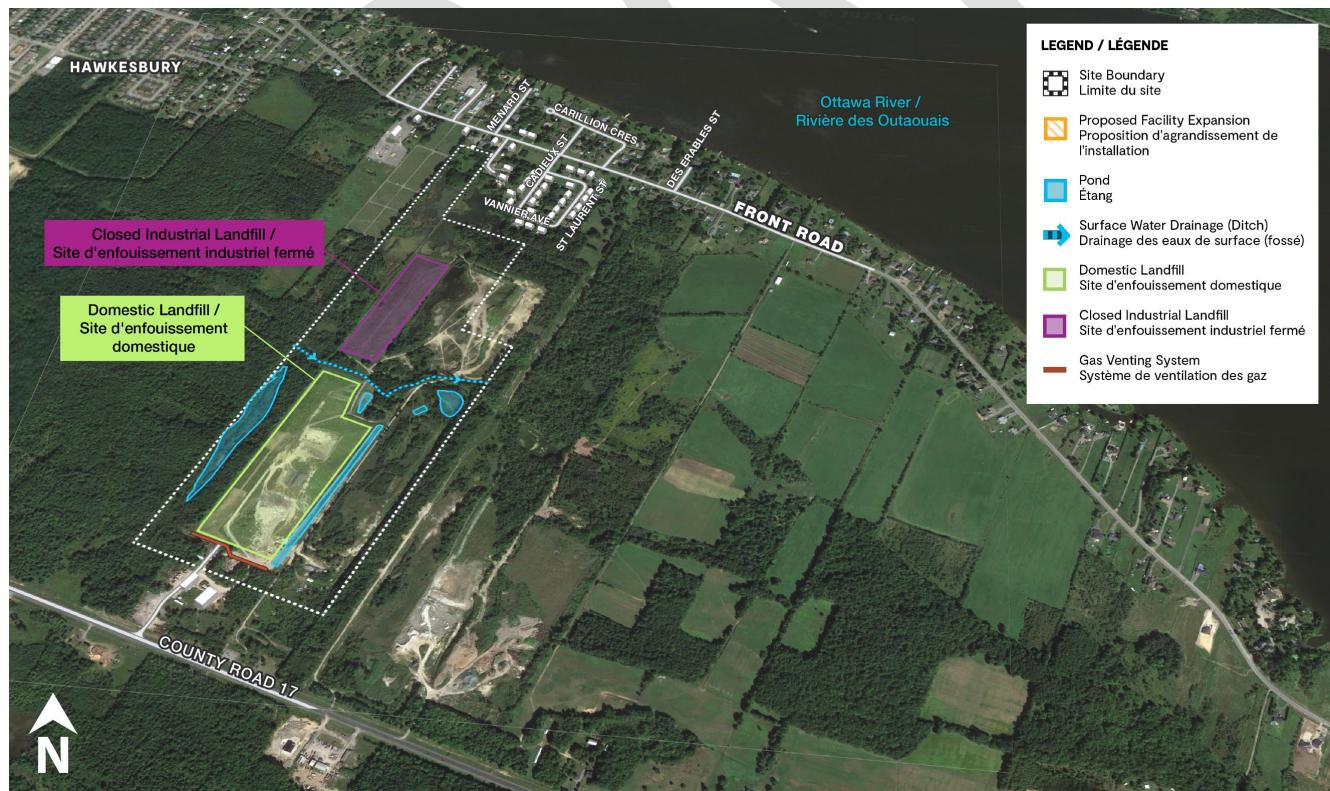 HAWKESBURY
MENARD ST
CARILLION CRES
CADIEUX ST
VANNIER AVE
ST LAURENT ST
DES ERABLES ST
FRONT ROAD
Ottawa River /
Rivière des Outaouais
Closed Industrial Landfill /
Site d'enfouissement industriel fermé
Domestic Landfill /
Site d'enfouissement
domestique
COUNTY ROAD 17
N
LEGEND / LÉGENDE
Site Boundary
Limite du site
Proposed Facility Expansion
Proposition d'agrandissement de
l'installation
Pond
Étang
Surface Water Drainage (Ditch)
Drainage des eaux de surface (fossé)
Domestic Landfill
Site d'enfouissement domestique
Closed Industrial Landfill
Site d'enfouissement industriel fermé
Gas Venting System
Système de ventilation des gaz